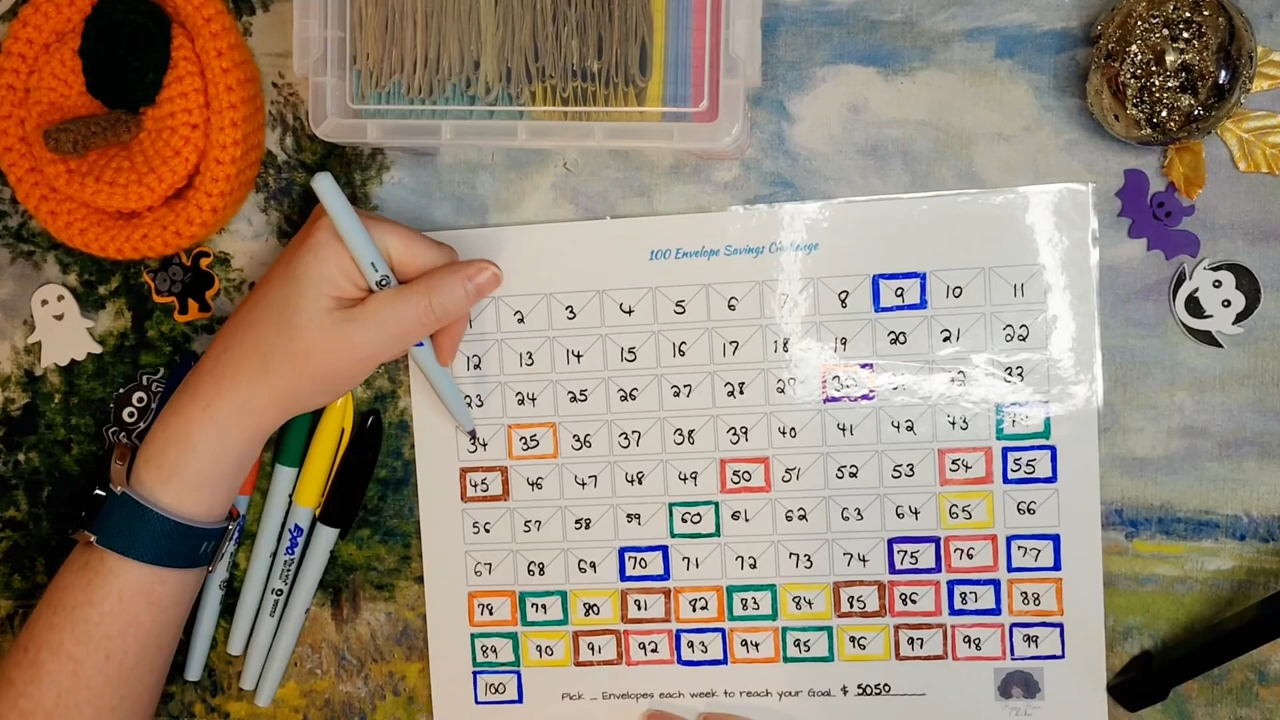 100 Envelope Savings Challenge
1 2 3 4 5 6 7 8 9 10 11
12 13 14 15 16 17 18 19 20 21 22
23 24 25 26 27 28 29 32 33
34 35 36 37 38 39 40 41 42 43 44
45 46 47 48 49 50 51 52 53 54 55
56 57 58 59 60 61 62 63 64 65 66
67 68 69 70 71 72 73 74 75 76 77
78 79 80 81 82 83 84 85 86 87 88
89 90 91 92 93 94 95 96 97 98 99
100
Pick _ Envelopes each week to reach your Goal. $ 5050
EXPO